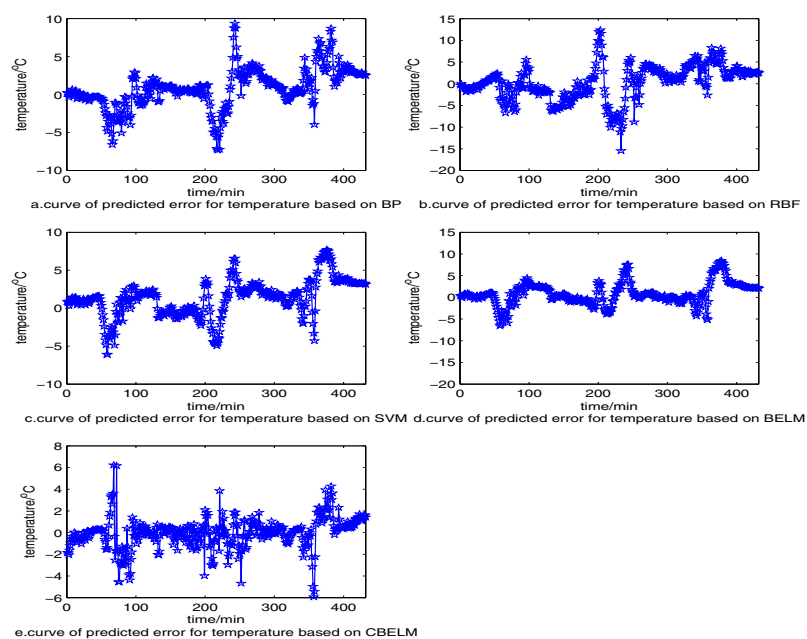 10
5
0
−5
−10
temperature/⁰C
0 100 200 300 400
time/min
a.curve of predicted error for temperature based on BP
15
10
5
0
−5
−10
−15
−20
temperature/⁰C
0 100 200 300 400
time/min
b.curve of predicted error for temperature based on RBF
10
5
0
−5
−10
temperature/⁰C
0 100 200 300 400
time/min
c.curve of predicted error for temperature based on SVM
15
10
5
0
−5
−10
−15
−20
temperature/⁰C
0 100 200 300 400
time/min
d.curve of predicted error for temperature based on BELM
8
6
4
2
0
−2
−4
−6
temperature/⁰C
0 100 200 300 400
time/min
e.curve of predicted error for temperature based on CBELM